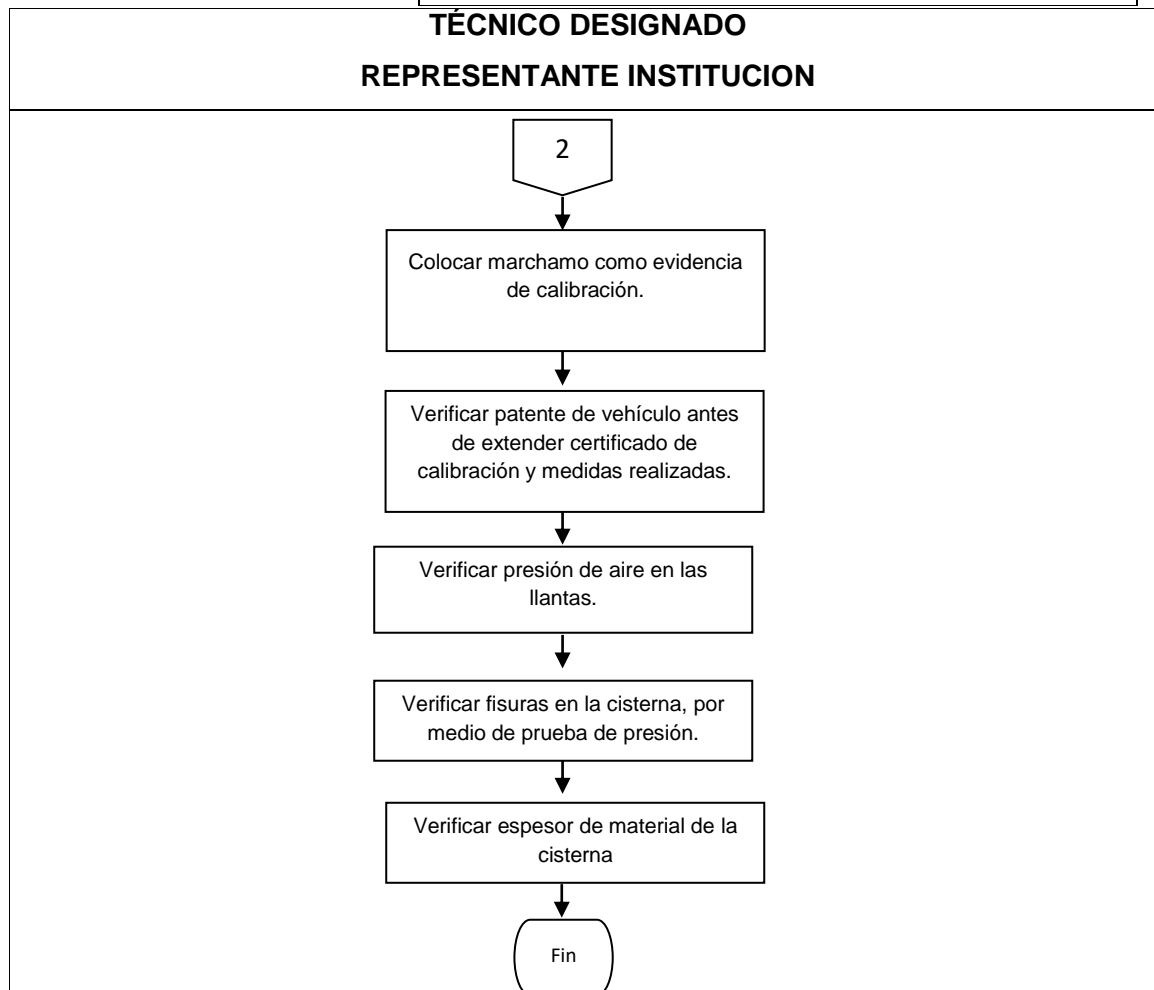 TÉCNICO DESIGNADO
REPRESENTANTE INSTITUCION
2
Colocar marchamo como evidencia
de calibración.
Verificar patente de vehículo antes
de extender certificado de
calibración y medidas realizadas.
Verificar presión de aire en las
llantas.
Verificar fisuras en la cisterna, por
medio de prueba de presión.
Verificar espesor de material de la
cisterna
Fin